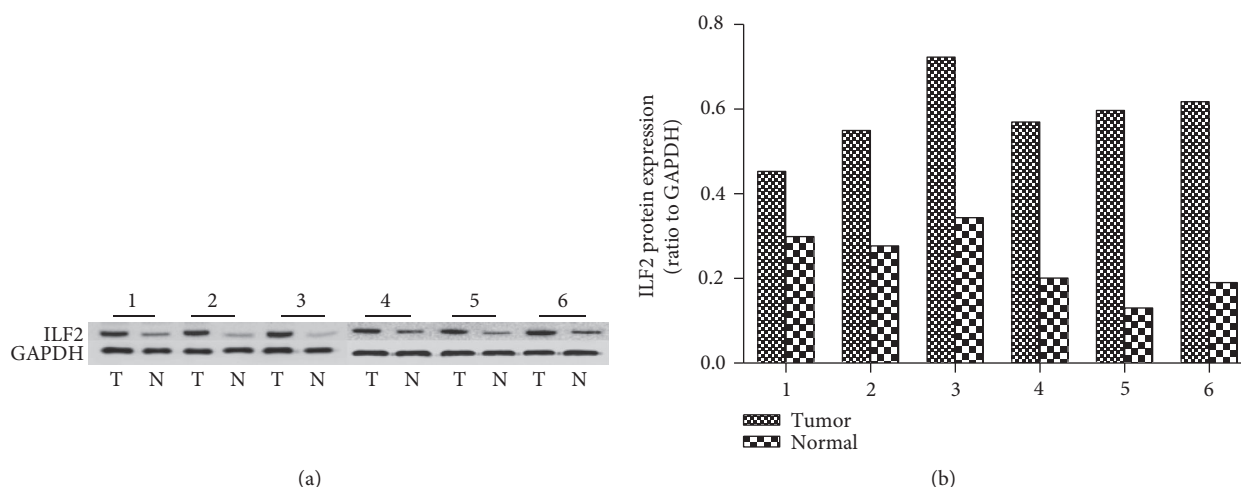 1 2 3 4 5 6
ILF2
GAPDH
T N T N T N T N T N T N
(a)
ILF2 protein expression
(ratio to GAPDH)
0.8
0.6
0.4
0.2
0.0
1 2 3 4 5 6
Tumor
Normal
(b)